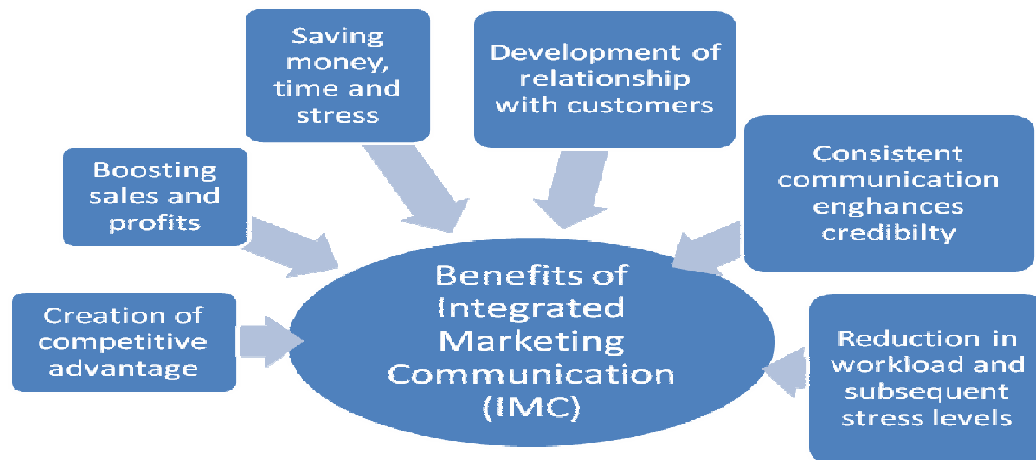 Saving
money,
time and
stress
Development of
relationship
with customers
Boosting
sales and
profits
Consistent
communication
enghances
credibilty
Creation of
competitive
advantage
Benefits of
Integrated
Marketing
Communication
(IMC)
Reduction in
workload and
subsequent
stress levels